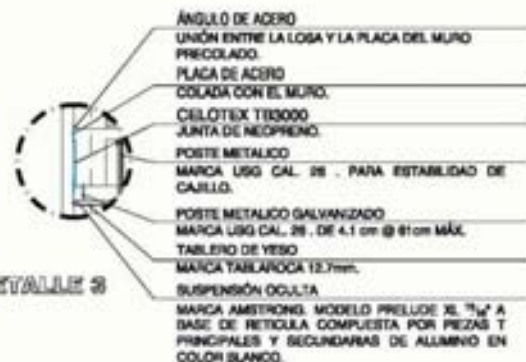 ÁNGULO DE ACERO
UNIÓN ENTRE LA LOSA Y LA PLACA DEL MURO
PRECOLADO.
PLACA DE ACERO
COLADA CON EL MURO.
CELOTEX TB3000
JUNTA DE NEOPRENO.
POSTE METALICO
MARCA USG CAL. 26 . PARA ESTABILIDAD DE
CAJILLO.
POSTE METALICO GALVANIZADO
MARCA USG CAL. 26 . DE 4.1 cm @ 61cm MÁX.
TABLERO DE YESO
MARCA TABLAROCA 12.7mm.
SUSPENSIÓN OCULTA
MARCA AMSTRONG. MODELO PRELUDE XL 15/16" A
BASE DE RETICULA COMPUESTA POR PIEZAS T
PRINCIPALES Y SECUNDARIAS DE ALUMINIO EN
COLOR BLANCO.
ETALLE 3